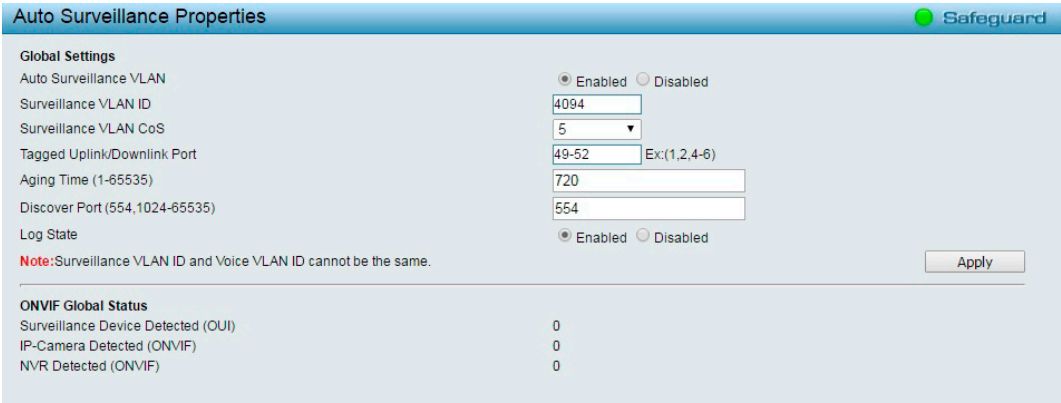 Auto Surveillance Properties Safeguard
Global Settings
Auto Surveillance VLAN Enabled Disabled
Surveillance VLAN ID 4094
Surveillance VLAN CoS 5
Tagged Uplink/Downlink Port 49-52 Ex:(1,2,4-6)
Aging Time (1-65535) 720
Discover Port (554,1024-65535) 554
Log State Enabled Disabled
Note:Surveillance VLAN ID and Voice VLAN ID cannot be the same. Apply
ONVIF Global Status
Surveillance Device Detected (OUI) 0
IP-Camera Detected (ONVIF) 0
NVR Detected (ONVIF) 0